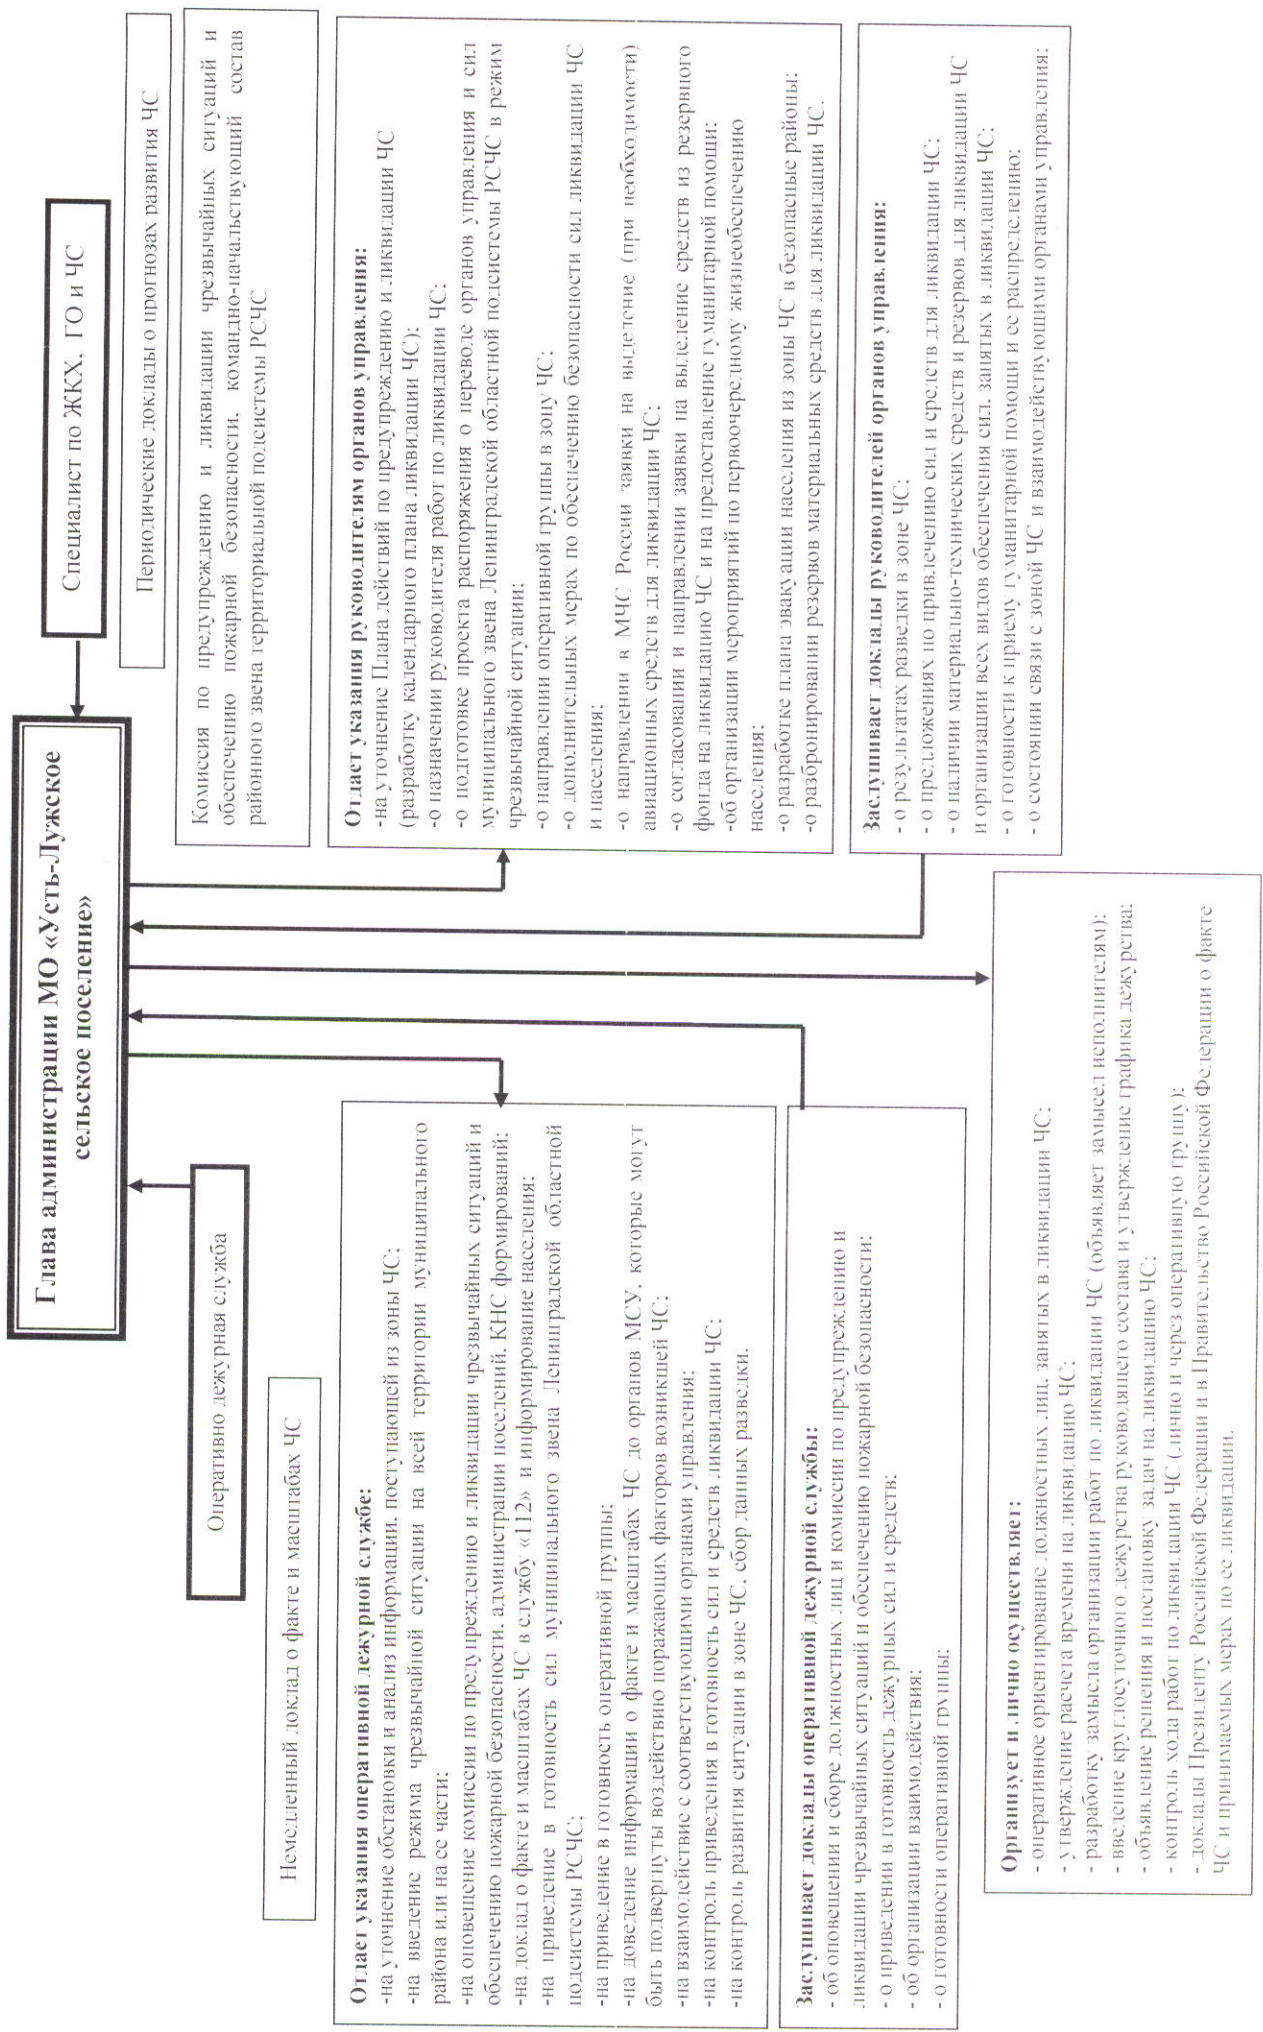 Глава администрации МО «Усть-Лужское
сельское поселение»
Оперативно дежурная служба
Специалист по ЖКХ, ГО и ЧС
Немедленный доклад о факте и масштабах ЧС
Периодические доклады о прогнозах развития ЧС
Комиссия по предупреждению и ликвидации чрезвычайных ситуаций и
обеспечению пожарной безопасности, командно-начальствующий состав
районного звена территориальной подсистемы РСЧС
Отдает указания оперативной дежурной службе:
-на уточнение обстановки и анализ информации, поступающей из зоны ЧС;
-на введение режима чрезвычайной ситуации на всей территории муниципального
района или на ее части;
-на оповещение комиссии по предупреждению и ликвидации чрезвычайных ситуаций и
обеспечению пожарной безопасности, администрации поселений, КНС формирований;
-на доклад о факте и масштабах ЧС в службу «112» и информирование населения;
-на приведение в готовность сил муниципального звена Ленинградской областной
подсистемы РСЧС;
-на приведение в готовность оперативной группы;
-на доведение информации о факте и масштабах ЧС до органов МСУ, которые могут
быть подвергнуты воздействию поражающих факторов возникшей ЧС;
-на взаимодействие с соответствующими органами управления;
-на контроль приведения в готовность сил и средств ликвидации ЧС;
-на контроль развития ситуации в зоне ЧС, сбор данных разведки.
Отдает указания руководителям органов управления:
-на уточнение Плана действий по предупреждению и ликвидации ЧС
(разработку календарного плана ликвидации ЧС);
-о назначении руководителя работ по ликвидации ЧС;
-о подготовке проекта распоряжения о переводе органов управления и сил
муниципального звена Ленинградской областной подсистемы РСЧС в режим
чрезвычайной ситуации;
-о направлении оперативной группы в зону ЧС;
-о дополнительных мерах по обеспечению безопасности сил ликвидации ЧС
и населения;
-о направлении в МЧС России заявки на выделение (при необходимости)
авиационных средств для ликвидации ЧС;
-о согласовании и направлении заявки на выделение средств из резервного
фонда на ликвидацию ЧС и на предоставление гуманитарной помощи;
-об организации мероприятий по первоочередному жизнеобеспечению
населения;
-о разработке плана эвакуации населения из зоны ЧС в безопасные районы;
-о разбронировании резервов материальных средств для ликвидации ЧС.
Заслушивает доклады оперативной дежурной службы:
- об оповещении и сборе должностных лиц и комиссии по предупреждению и
ликвидации чрезвычайных ситуаций и обеспечению пожарной безопасности;
- о приведении в готовность дежурных сил и средств;
- об организации взаимодействия;
- о готовности оперативной группы;
Заслушивает доклады руководителей органов управления:
- о результатах разведки в зоне ЧС;
- о предложениях по привлечению сил и средств для ликвидации ЧС;
- о наличии материально-технических средств и резервов для ликвидации ЧС
и организации всех видов обеспечения сил, занятых в ликвидации ЧС;
- о готовности к приему гуманитарной помощи и ее распределению;
- о состоянии связи с зоной ЧС и взаимодействующими органами управления;
Организует и лично осуществляет:
- оперативное ориентирование должностных лиц, занятых в ликвидации ЧС;
- утверждение расчета времени на ликвидацию ЧС;
- разработку замысла организации работ по ликвидации ЧС (объявляет замысел исполнителям);
- введение круглосуточного дежурства руководящего состава и утверждение графика дежурства;
- объявление решения и постановку задач на ликвидацию ЧС;
- контроль хода работ по ликвидации ЧС (лично и через оперативную группу);
- доклады Президенту Российской Федерации и в Правительство Российской Федерации о факте
ЧС и принимаемых мерах по ее ликвидации.